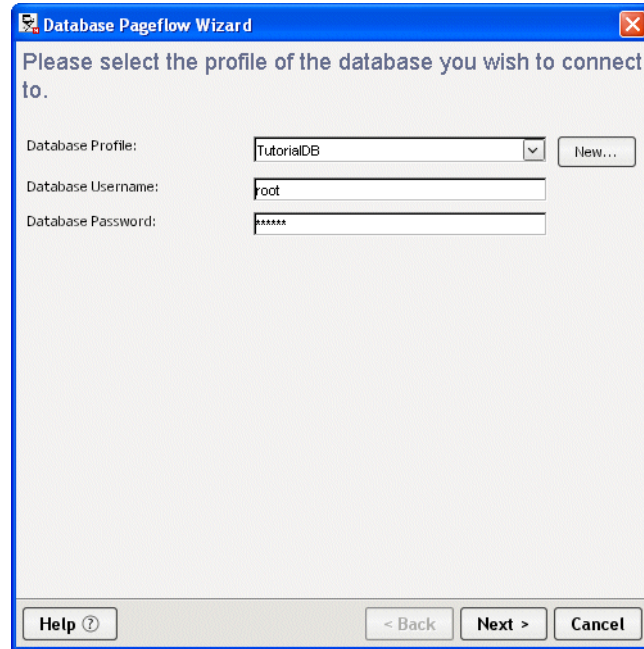 Database Pageflow Wizard
Please select the profile of the database you wish to connect
to.
Database Profile:
TutorialDB
New...
Database Username:
root
Database Password:
******
Help ?
< Back
Next >
Cancel